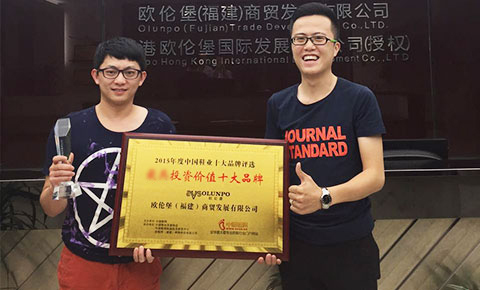 欧伦堡(福建)商贸发展有限公司
Olunpo (Fujian)Trade Development Co.,LTD.
港欧伦堡国际发展 公司(授权)
Hong Kong International Co.,LTD.
JOURNAL
STANDARD
2015年度中国鞋业十大品牌评选
最具投资价值十大品牌
OLUNPO
欧伦堡
欧伦堡（福建）商贸发展有限公司